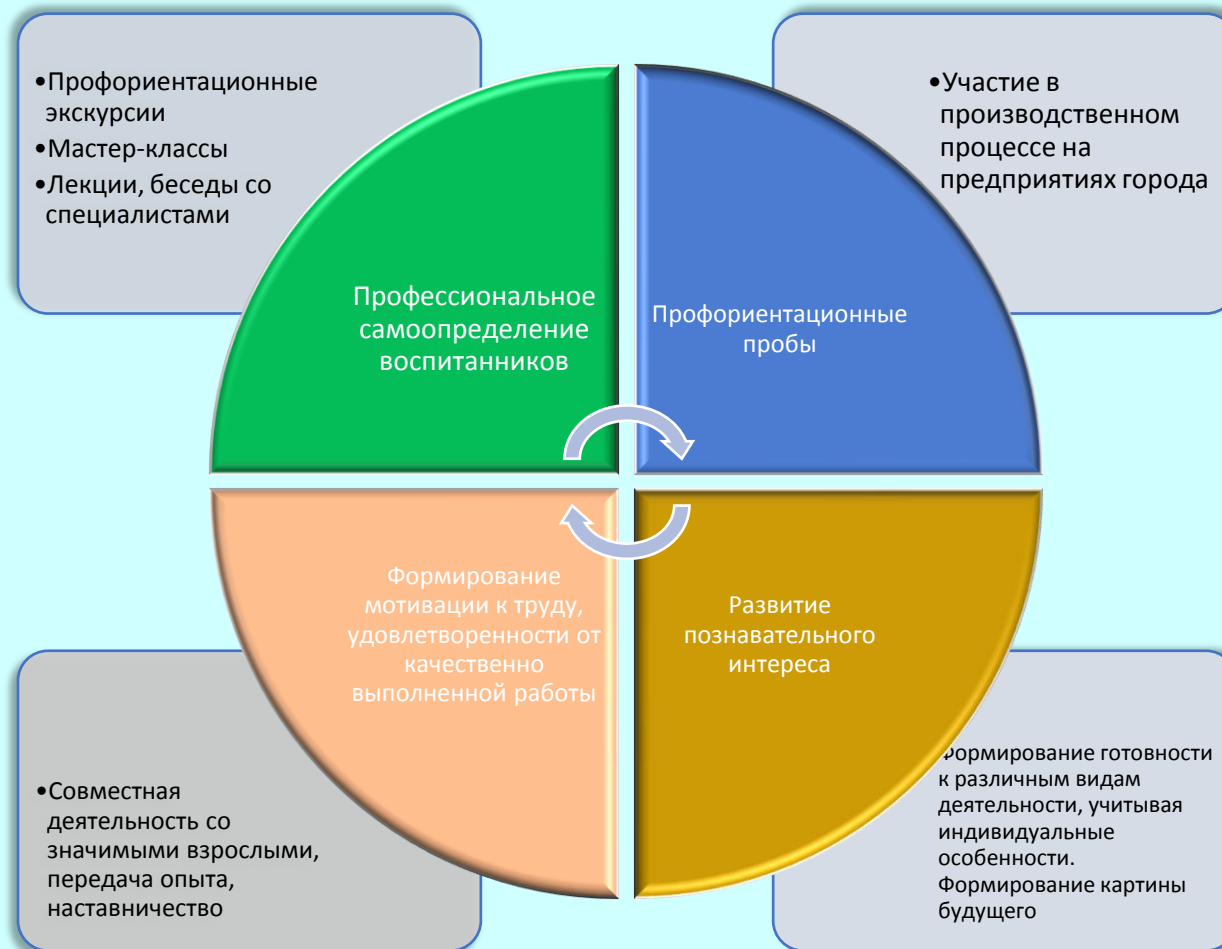 •Профориентационные
экскурсии
•Мастер-классы
•Лекции, беседы со
специалистами
•Участие в
производственном
процессе на
предприятиях города
Профессиональное
самоопределение
воспитанников
Профориентационные
пробы
Формирование
мотивации к труду,
удовлетворенности от
качественно
выполненной работы
Развитие
познавательного
интереса
•Совместная
деятельность со
значимыми взрослыми,
передача опыта,
наставничество
Формирование готовности
к различным видам
деятельности, учитывая
индивидуальные
особенности.
Формирование картины
будущего